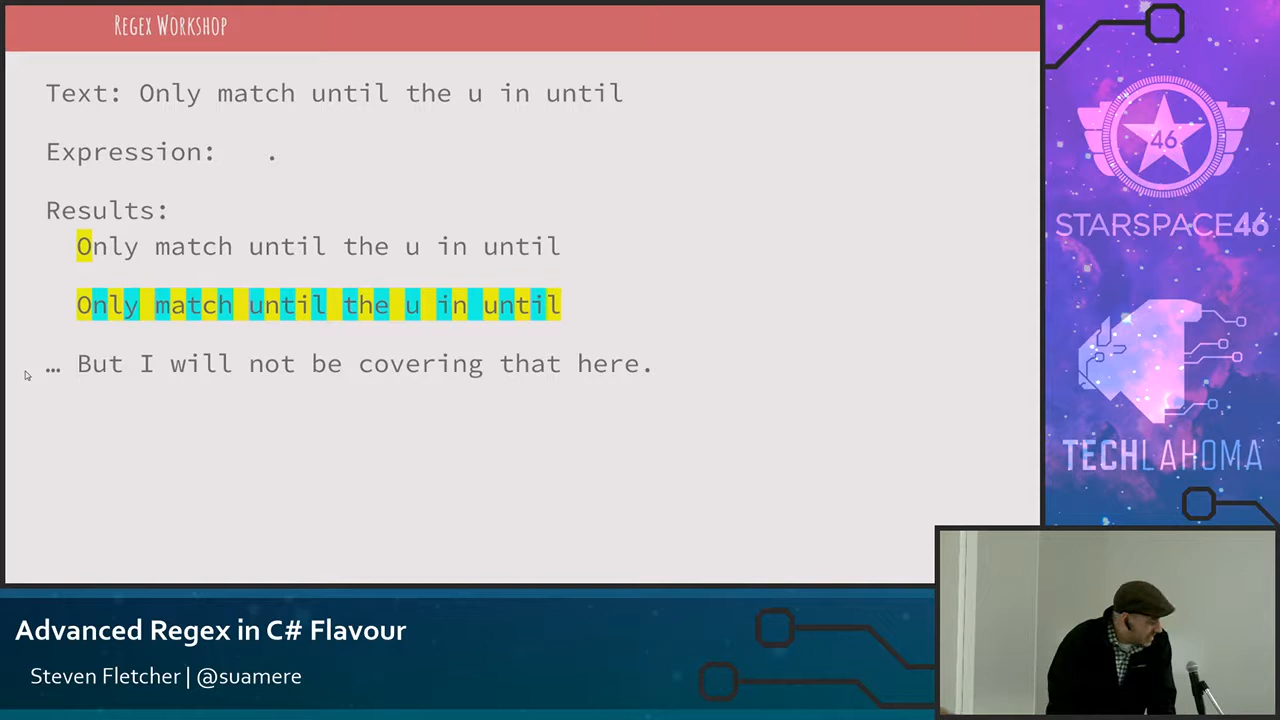 Regex Workshop
Text: Only match until the u in until
Expression: .
Results:
Only match until the u in until
Only match until the u in until
… But I will not be covering that here.
46
STARSPACE46
TECHLAHOMA
Advanced Regex in C# Flavour
Steven Fletcher | @suamere